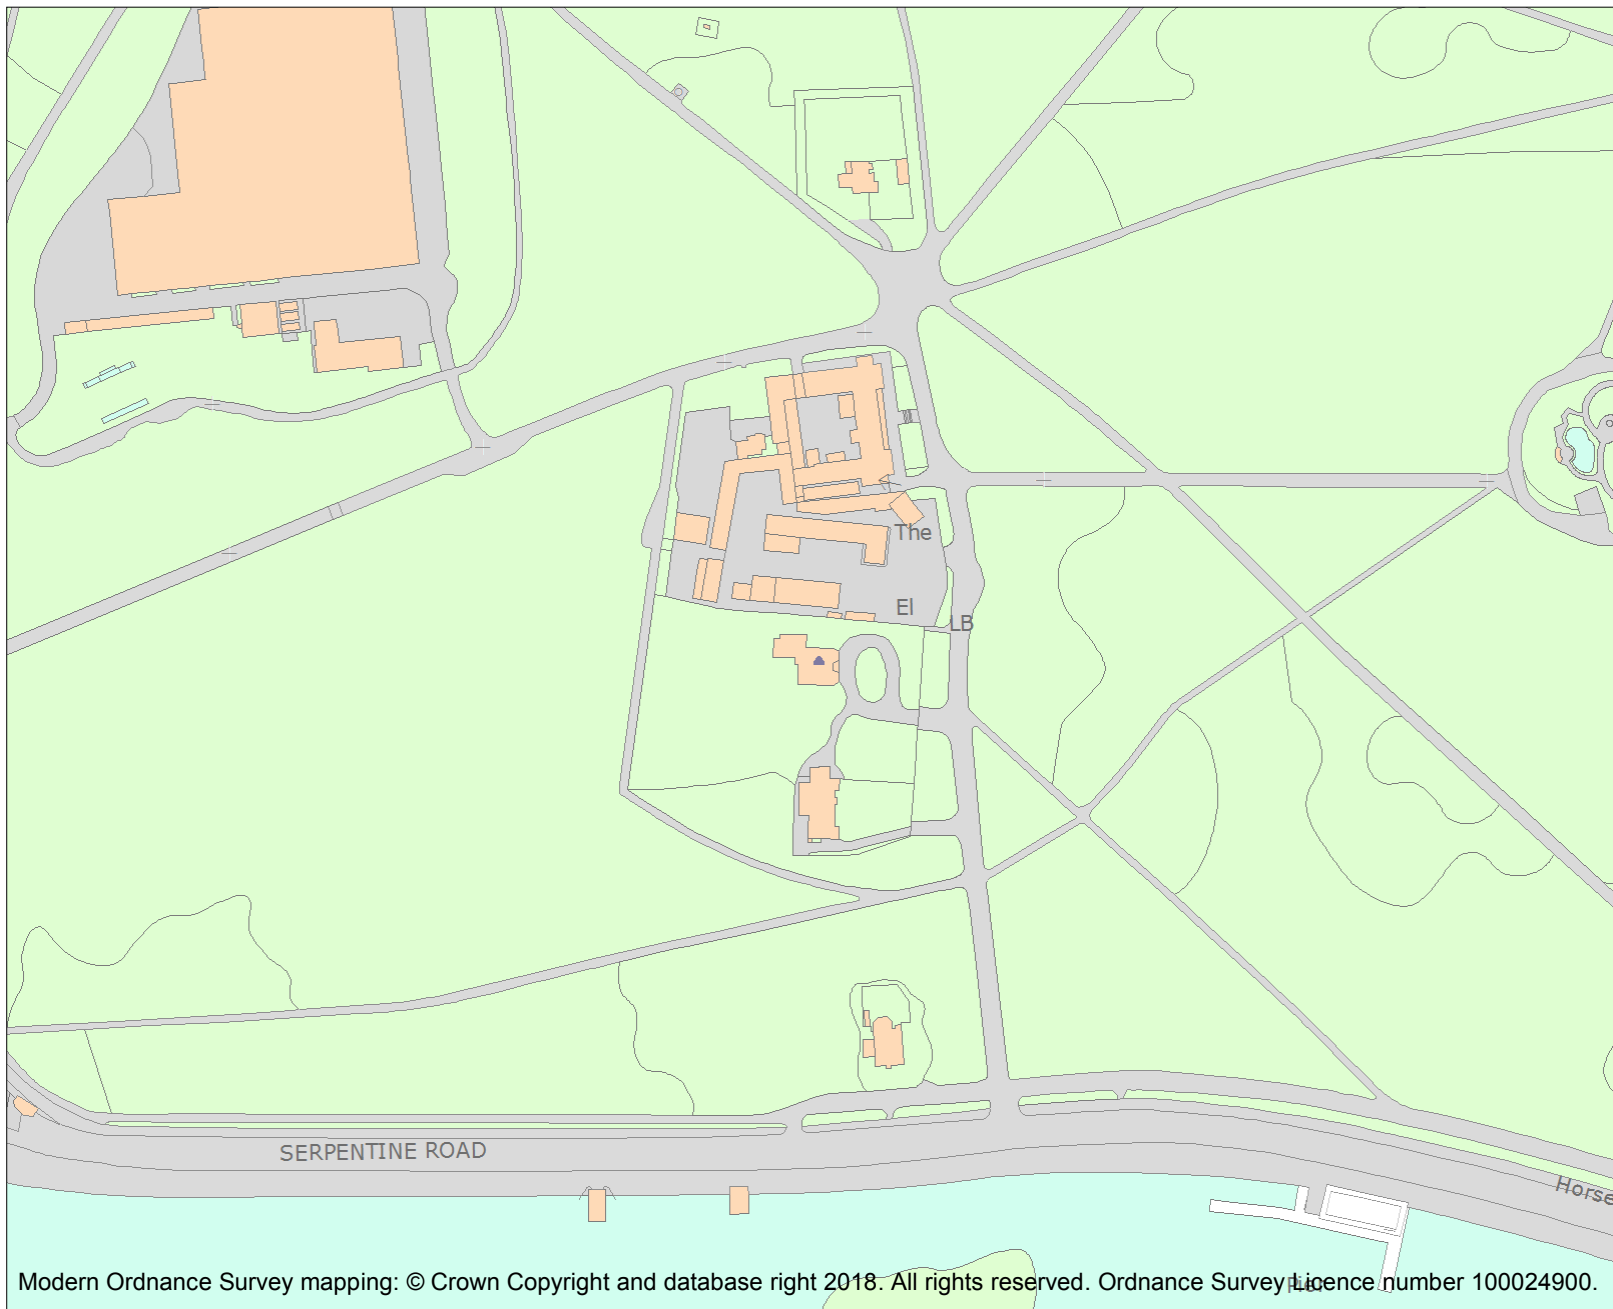 The
El
LB
SERPENTINE ROAD
Horse
Pier
Modern Ordnance Survey mapping: © Crown Copyright and database right 2018. All rights reserved. Ordnance Survey Licence number 100024900.